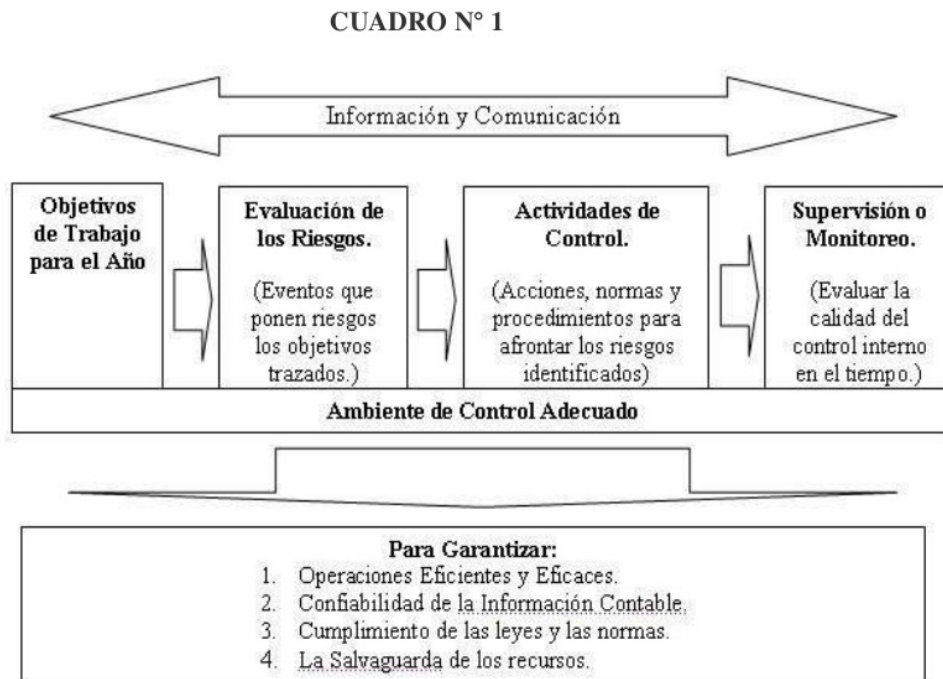 CUADRO N° 1
Información y Comunicación
Objetivos
de Trabajo
para el Año
Evaluación de
los Riesgos.
(Eventos que
ponen riesgos
los objetivos
trazados.)
Actividades de
Control.
(Acciones, normas y
procedimientos para
afrontar los riesgos
identificados)
Supervisión o
Monitoreo.
(Evaluar la
calidad del
control interno
en el tiempo.)
Ambiente de Control Adecuado
Para Garantizar:
1. Operaciones Eficientes y Eficaces.
2. Confiabilidad de la Información Contable.
3. Cumplimiento de las leyes y las normas.
4. La Salvaguarda de los recursos.